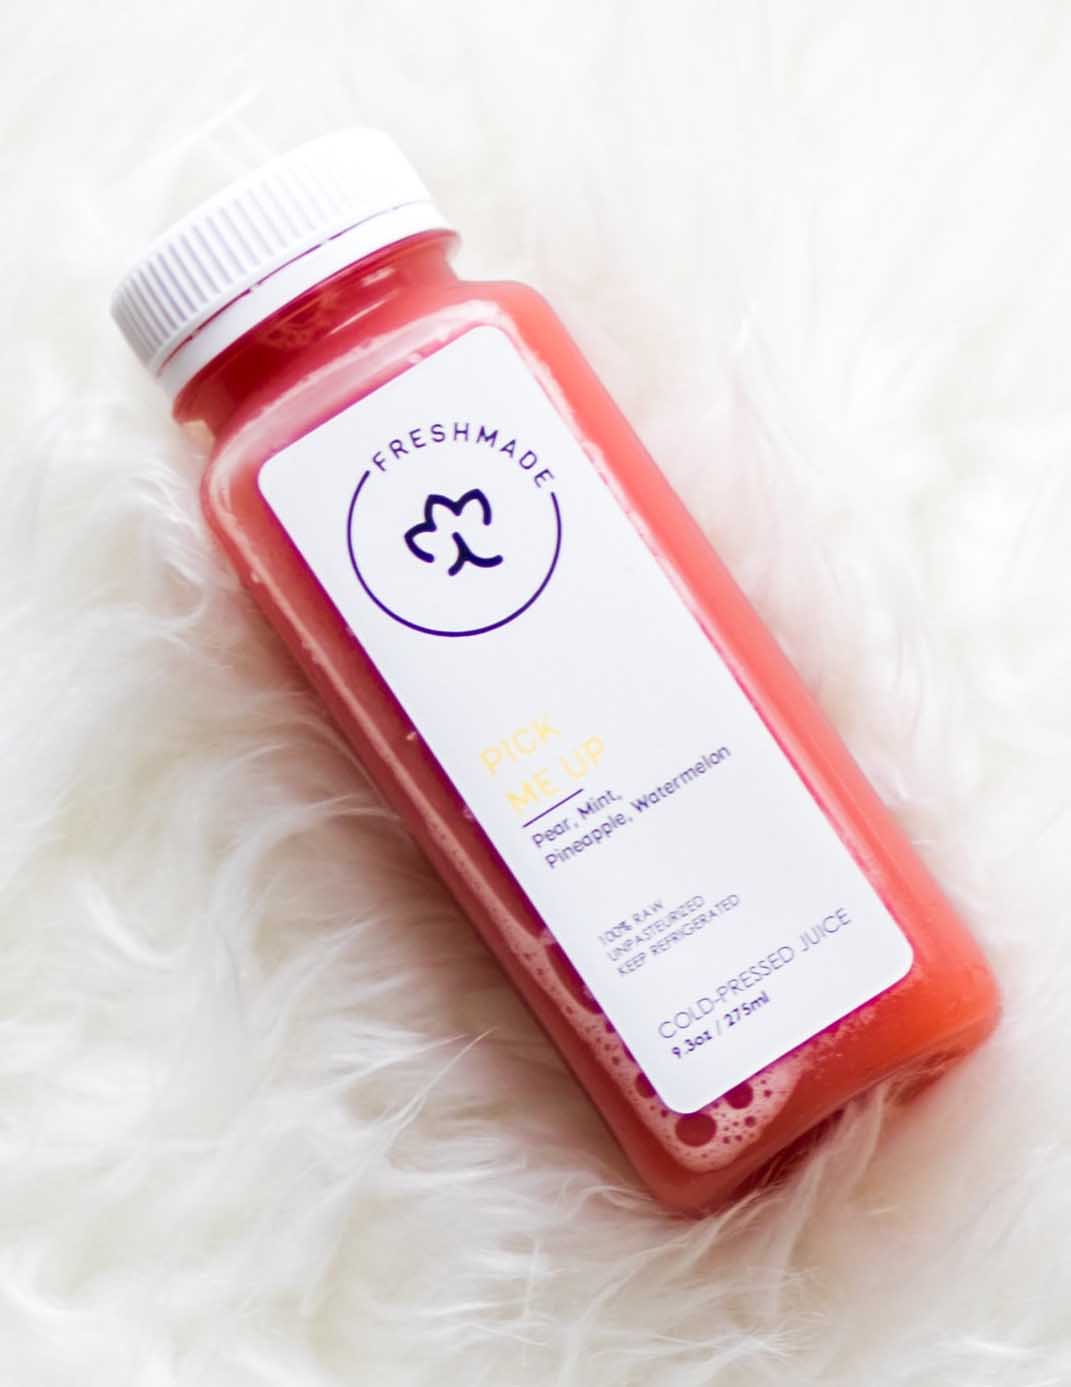 FRESHMADE
PICK
ME UP
Pear, Mint,
Pineapple, Watermelon
100% RAW
UNPASTEURIZED
KEEP REFRIGERATED
COLD-PRESSED JUICE
9.3oz / 275ml